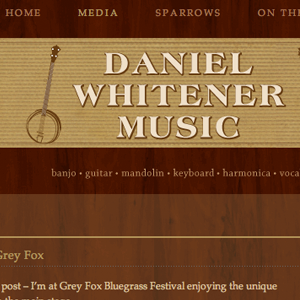 HOME MEDIA SPARROWS ON THE
DANIEL
WHITENER
MUSIC
banjo • guitar • mandolin • keyboard • harmonica • voca
Grey Fox
post – I'm at Grey Fox Bluegrass Festival enjoying the unique